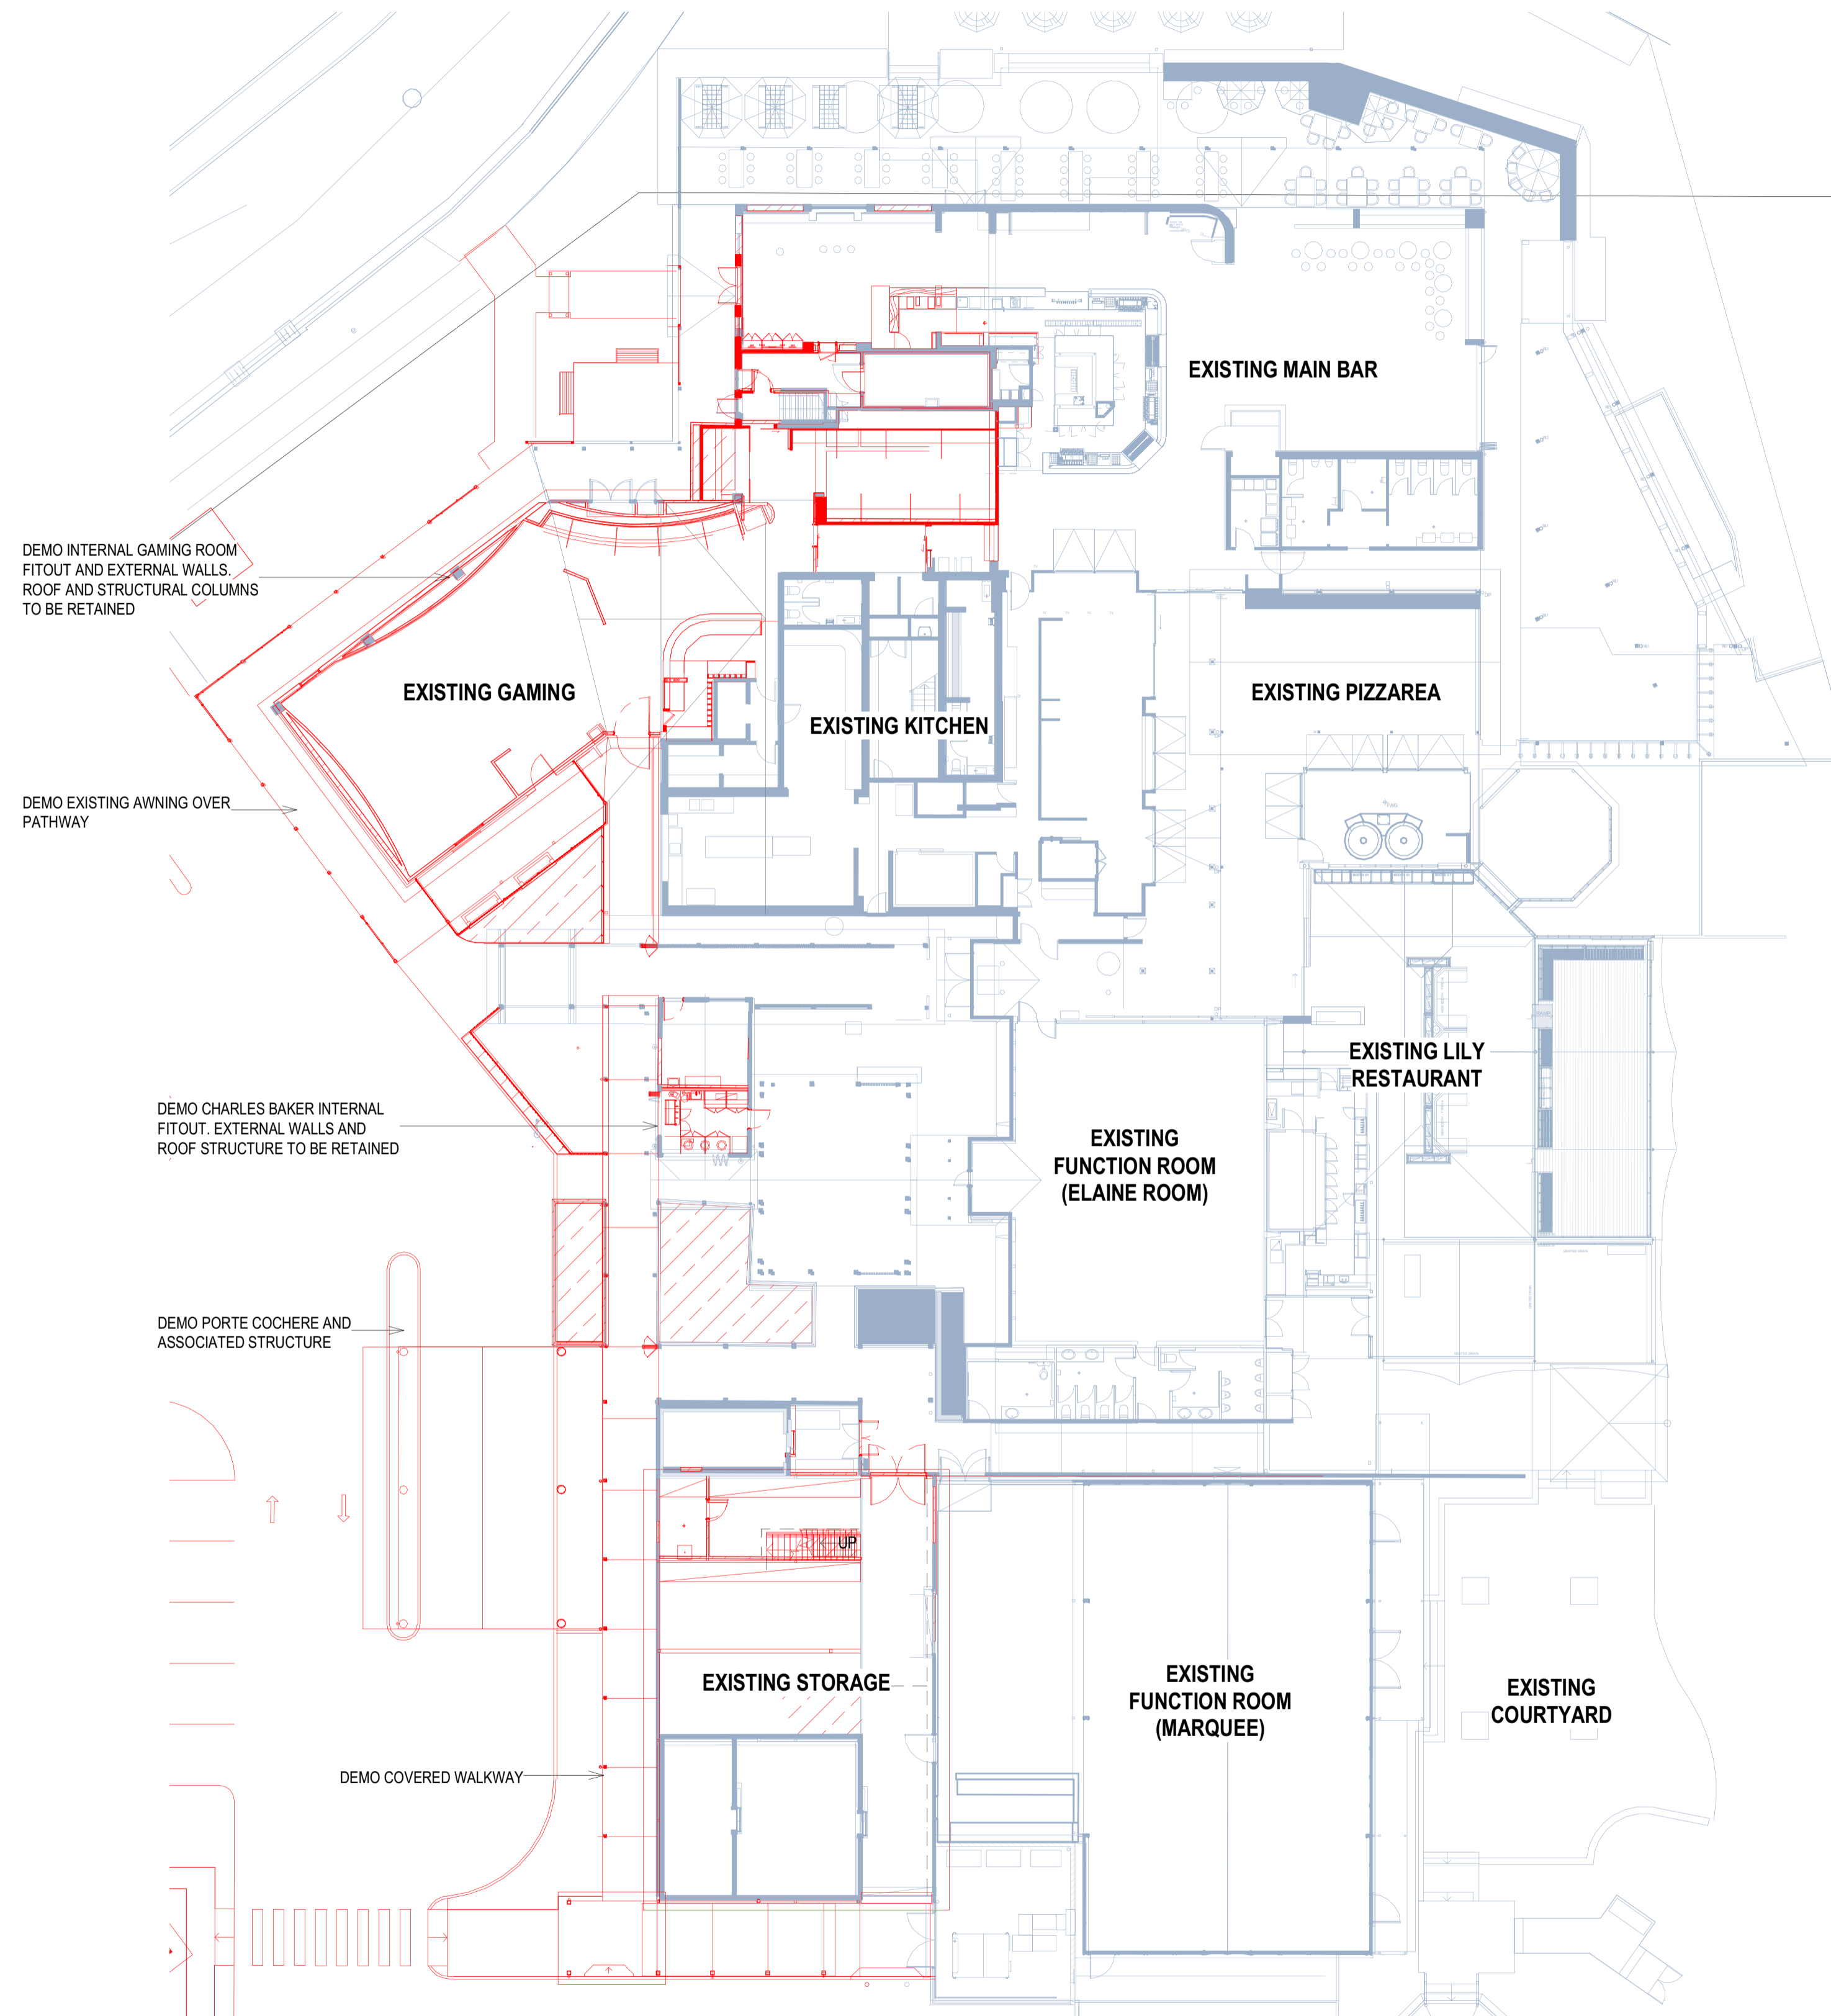 EXISTING MAIN BAR
DEMO INTERNAL GAMING ROOM
FITOUT AND EXTERNAL WALLS.
ROOF AND STRUCTURAL COLUMNS
TO BE RETAINED
EXISTING GAMING
EXISTING KITCHEN
EXISTING PIZZAREA
DEMO EXISTING AWNING OVER
PATHWAY
EXISTING LILY
RESTAURANT
DEMO CHARLES BAKER INTERNAL
FITOUT. EXTERNAL WALLS AND
ROOF STRUCTURE TO BE RETAINED
EXISTING
FUNCTION ROOM
(ELAINE ROOM)
DEMO PORTE COCHERE AND
ASSOCIATED STRUCTURE
UP
EXISTING STORAGE
EXISTING
FUNCTION ROOM
(MARQUEE)
EXISTING
COURTYARD
DEMO COVERED WALKWAY